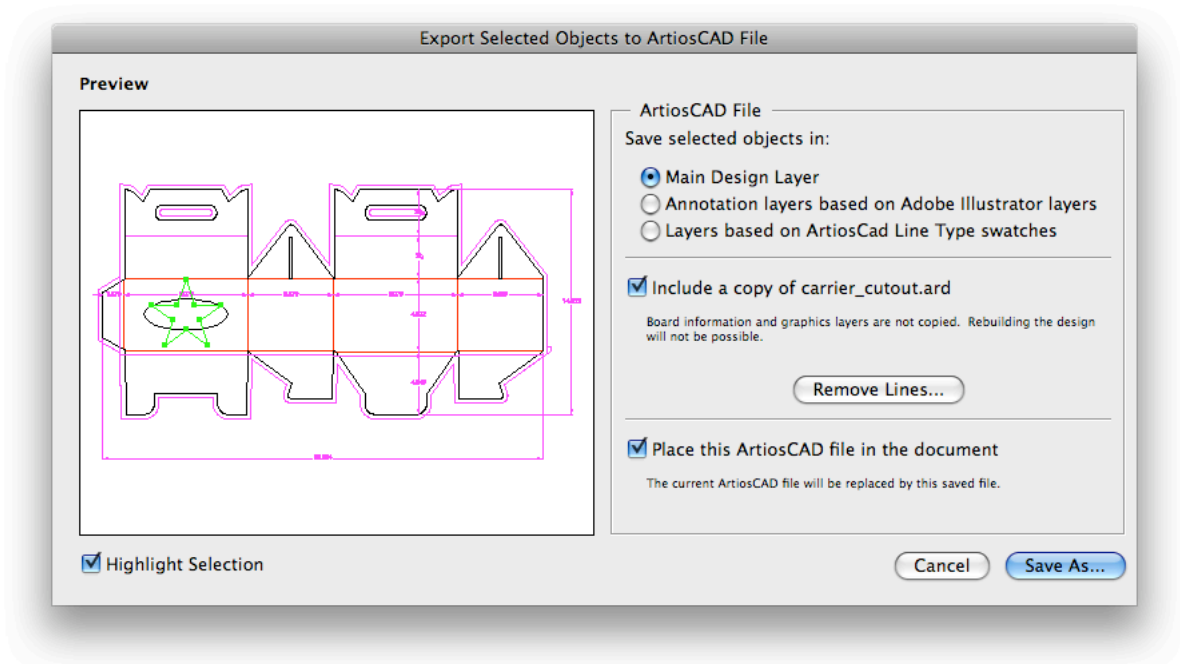 Export Selected Objects to ArtiosCAD File
Preview
ArtiosCAD File
Save selected objects in:
Main Design Layer
Annotation layers based on Adobe Illustrator layers
Layers based on ArtiosCad Line Type swatches
Include a copy of carrier_cutout.ard
Board information and graphics layers are not copied. Rebuilding the design
will not be possible.
Remove Lines...
Place this ArtiosCAD file in the document
The current ArtiosCAD file will be replaced by this saved file.
Highlight Selection
Cancel
Save As...